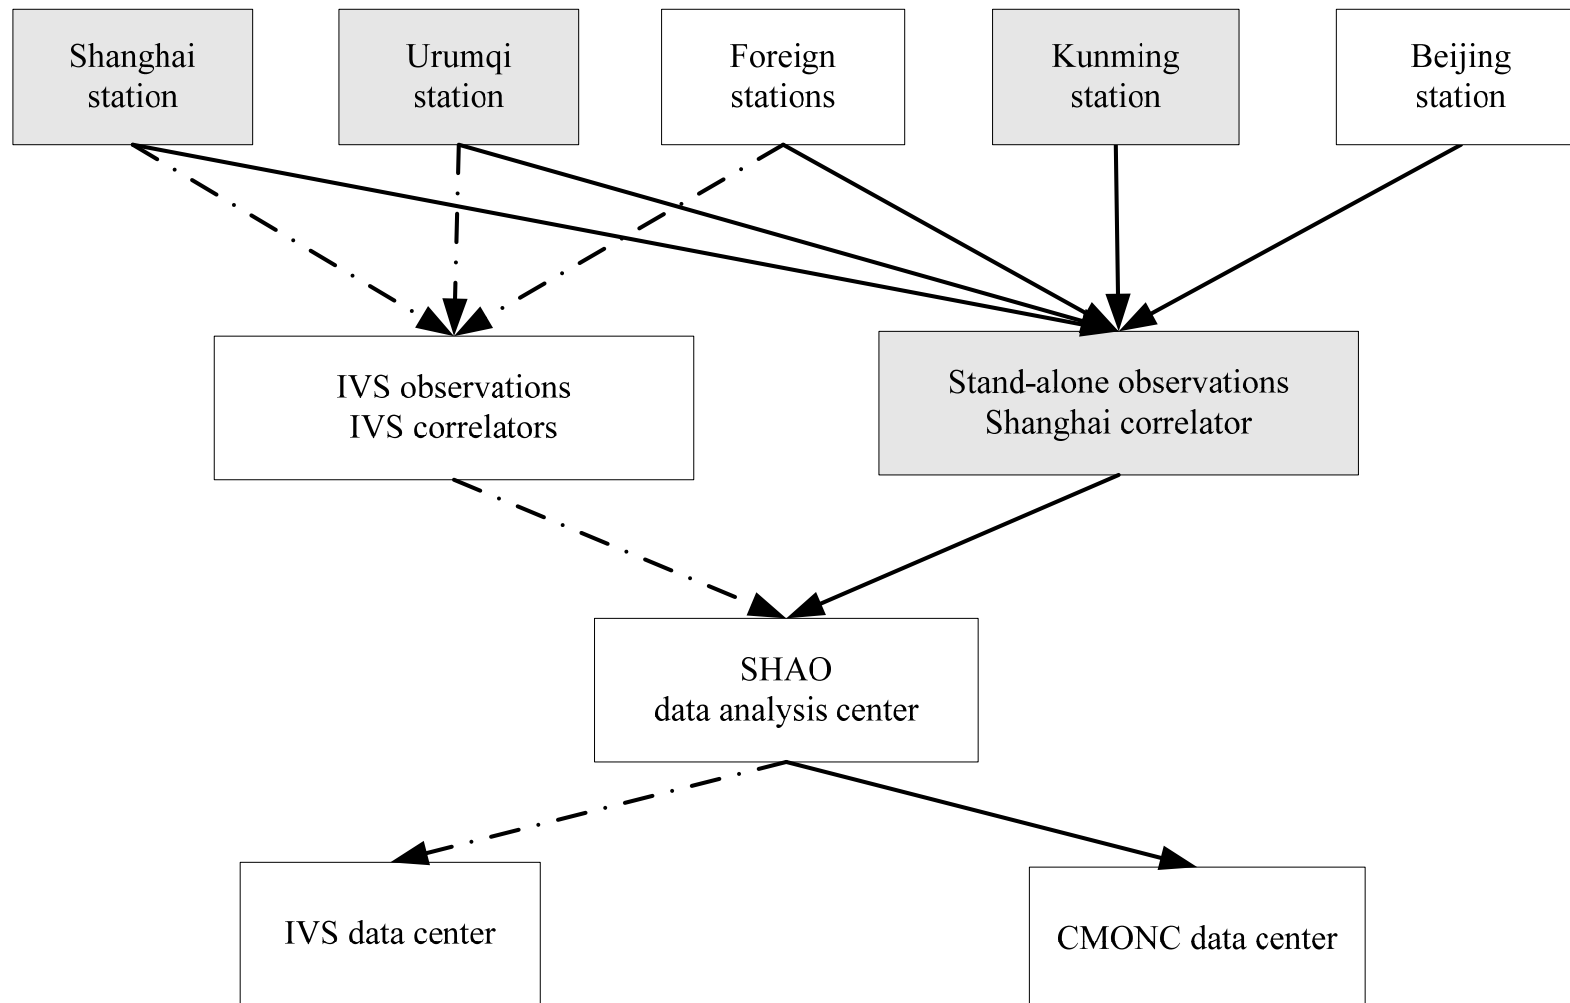 Shanghai
station
Urumqi
station
Foreign
stations
Kunming
station
Beijing
station
IVS observations
IVS correlators
Stand-alone observations
Shanghai correlator
SHAO
data analysis center
IVS data center
CMONC data center